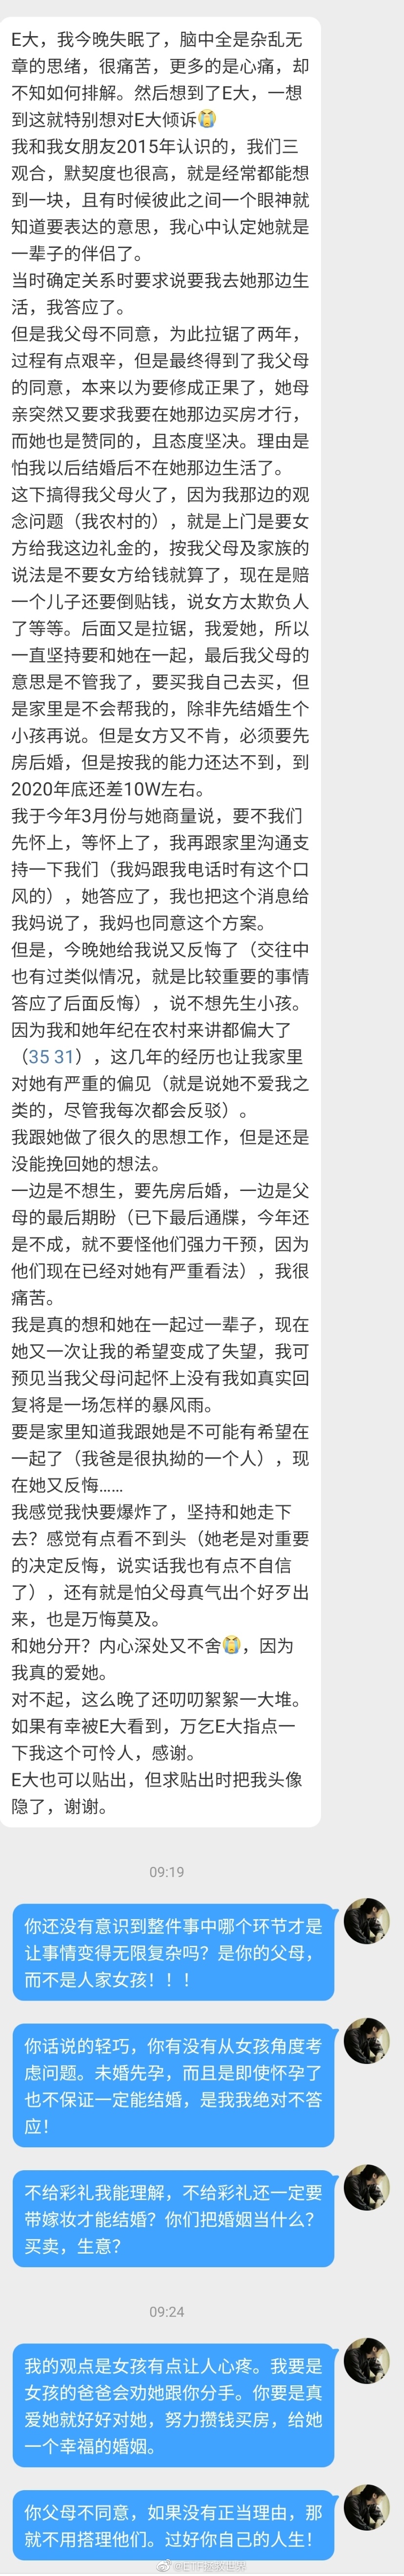 E大，我今晚失眠了，脑中全是杂乱无
章的思绪，很痛苦，更多的是心痛，却
不知如何排解。然后想到了E大，一想
到这就特别想对E大倾诉😭
我和我女朋友2015年认识的，我们三
观合，默契度也很高，就是经常都能想
到一块，且有时候彼此之间一个眼神就
知道要表达的意思，我心中认定她就是
一辈子的伴侣了。
当时确定关系时要求说要我去她那边生
活，我答应了。
但是我父母不同意，为此拉锯了两年，
过程有点艰辛，但是最终得到了我父母
的同意，本来以为要修成正果了，她母
亲突然又要求我要在她那边买房才行，
而她也是赞同的，且态度坚决。理由是
怕我以后结婚后不在她那边生活了。
这下搞得我父母火了，因为我那边的观
念问题（我农村的），就是上门是要女
方给我这边礼金的，按我父母及家族的
说法是不要女方给钱就算了，现在是赔
一个儿子还要倒贴钱，说女方太欺负人
了等等。后面又是拉锯，我爱她，所以
一直坚持要和她在一起，最后我父母的
意思是不管我了，要买我自己去买，但
是家里是不会帮我的，除非先结婚生个
小孩再说。但是女方又不肯，必须要先
房后婚，但是按我的能力还达不到，到
2020年底还差10W左右。
我于今年3月份与她商量说，要不我们
先怀上，等怀上了，我再跟家里沟通支
持一下我们（我妈跟我电话时有这个口
风的），她答应了，我也把这个消息给
我妈说了，我妈也同意这个方案。
但是，今晚她给我说又反悔了（交往中
也有过类似情况，就是比较重要的事情
答应了后面反悔），说不想先生小孩。
因为我和她年纪在农村来讲都偏大了
（35 31），这几年的经历也让我家里
对她有严重的偏见（就是说她不爱我之
类的，尽管我每次都会反驳）。
我跟她做了很久的思想工作，但是还是
没能挽回她的想法。
一边是不想生，要先房后婚，一边是父
母的最后期盼（已下最后通牒，今年还
是不成，就不要怪他们强力干预，因为
他们现在已经对她有严重看法），我很
痛苦。
我是真的想和她在一起过一辈子，现在
她又一次让我的希望变成了失望，我可
预见当我父母问起怀上没有我如真实回
复将是一场怎样的暴风雨。
要是家里知道我跟她是不可能有希望在
一起了（我爸是很执拗的一个人），现
在她又反悔……
我感觉我快要爆炸了，坚持和她走下
去？感觉有点看不到头（她老是对重要
的决定反悔，说实话我也有点不自信
了），还有就是怕父母真气出个好歹出
来，也是万悔莫及。
和她分开？内心深处又不舍😭，因为
我真的爱她。
对不起，这么晚了还叨叨絮絮一大堆。
如果有幸被E大看到，万乞E大指点一
下我这个可怜人，感谢。
E大也可以贴出，但求贴出时把我头像
隐了，谢谢。
09:19
你还没有意识到整件事中哪个环节才是
让事情变得无限复杂吗？是你的父母，
而不是人家女孩！！！
你话说的轻巧，你有没有从女孩角度考
虑问题。未婚先孕，而且是即使怀孕了
也不保证一定能结婚，是我我绝对不答
应！
不给彩礼我能理解，不给彩礼还一定要
带嫁妆才能结婚？你们把婚姻当什么？
买卖，生意？
09:24
我的观点是女孩有点让人心疼。我要是
女孩的爸爸会劝她跟你分手。你要是真
爱她就好好对她，努力攒钱买房，给她
一个幸福的婚姻。
你父母不同意，如果没有正当理由，那
就不用搭理他们。过好你自己的人生！
@ETF拯救世界